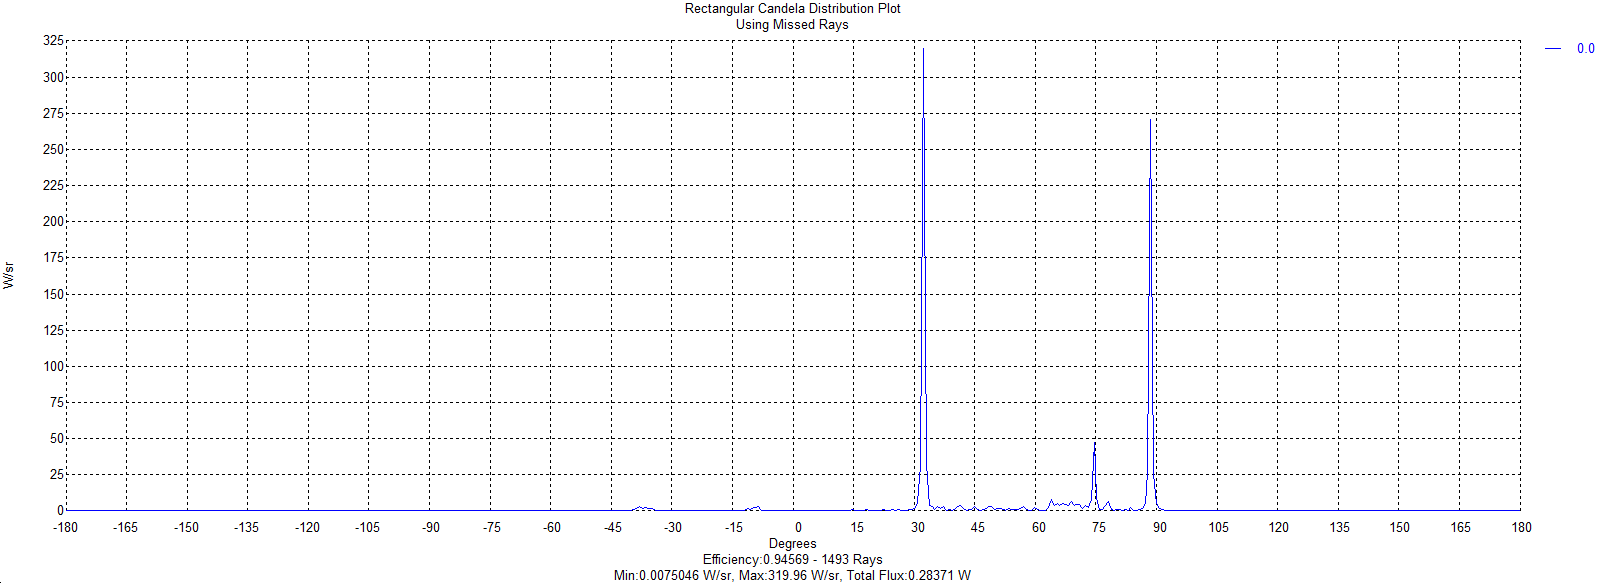 Rectangular Candela Distribution Plot
Using Missed Rays
0.0
325
300
275
250
225
200
175
150
125
100
75
50
25
0
W/sr
-180 -165 -150 -135 -120 -105 -90 -75 -60 -45 -30 -15 0 15 30 45 60 75 90 105 120 135 150 165 180
Degrees
Efficiency:0.94569 - 1493 Rays
Min:0.0075046 W/sr, Max:319.96 W/sr, Total Flux:0.28371 W